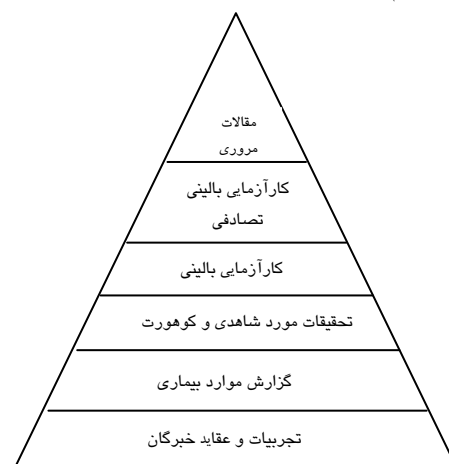 مقالات
مروری
کارآزمایی بالینی
تصادفی
کارآزمایی بالینی
تحقیقات مورد شاهدی و کوهورت
گزارش موارد بیماری
تجربیات و عقاید خبرگان